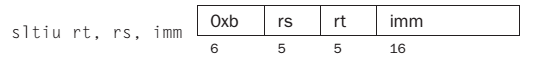 sltiu rt, rs, imm 0xb rs rt imm
6 5 5 16